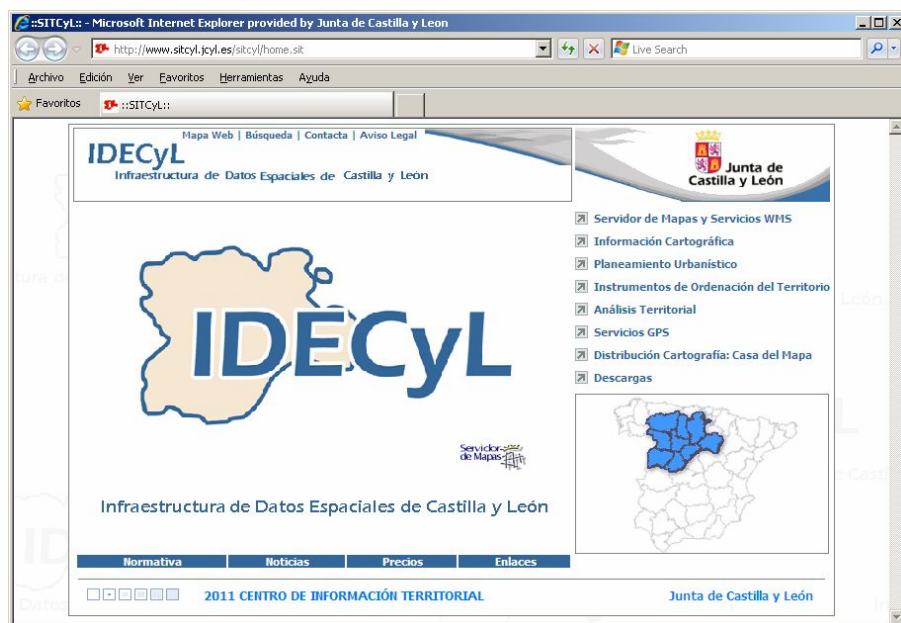 ::SITCyL:: - Microsoft Internet Explorer provided by Junta de Castilla y Leon
http://www.sitcyl.jcyl.es/sitcyl/home.sit
Live Search
Archivo Edición Ver Favoritos Herramientas Ayuda
Favoritos ::SITCyL::
Mapa Web | Búsqueda | Contacta | Aviso Legal
IDECyL
Infraestructura de Datos Espaciales de Castilla y León
Junta de
Castilla y León
Servidor de Mapas y Servicios WMS
Información Cartográfica
Planeamiento Urbanístico
Instrumentos de Ordenación del Territorio
Análisis Territorial
Servicios GPS
Distribución Cartografía: Casa del Mapa
Descargas
IDECyL
Servidor
de Mapas
Infraestructura de Datos Espaciales de Castilla y León
Normativa Noticias Precios Enlaces
2011 CENTRO DE INFORMACIÓN TERRITORIAL
Junta de Castilla y León